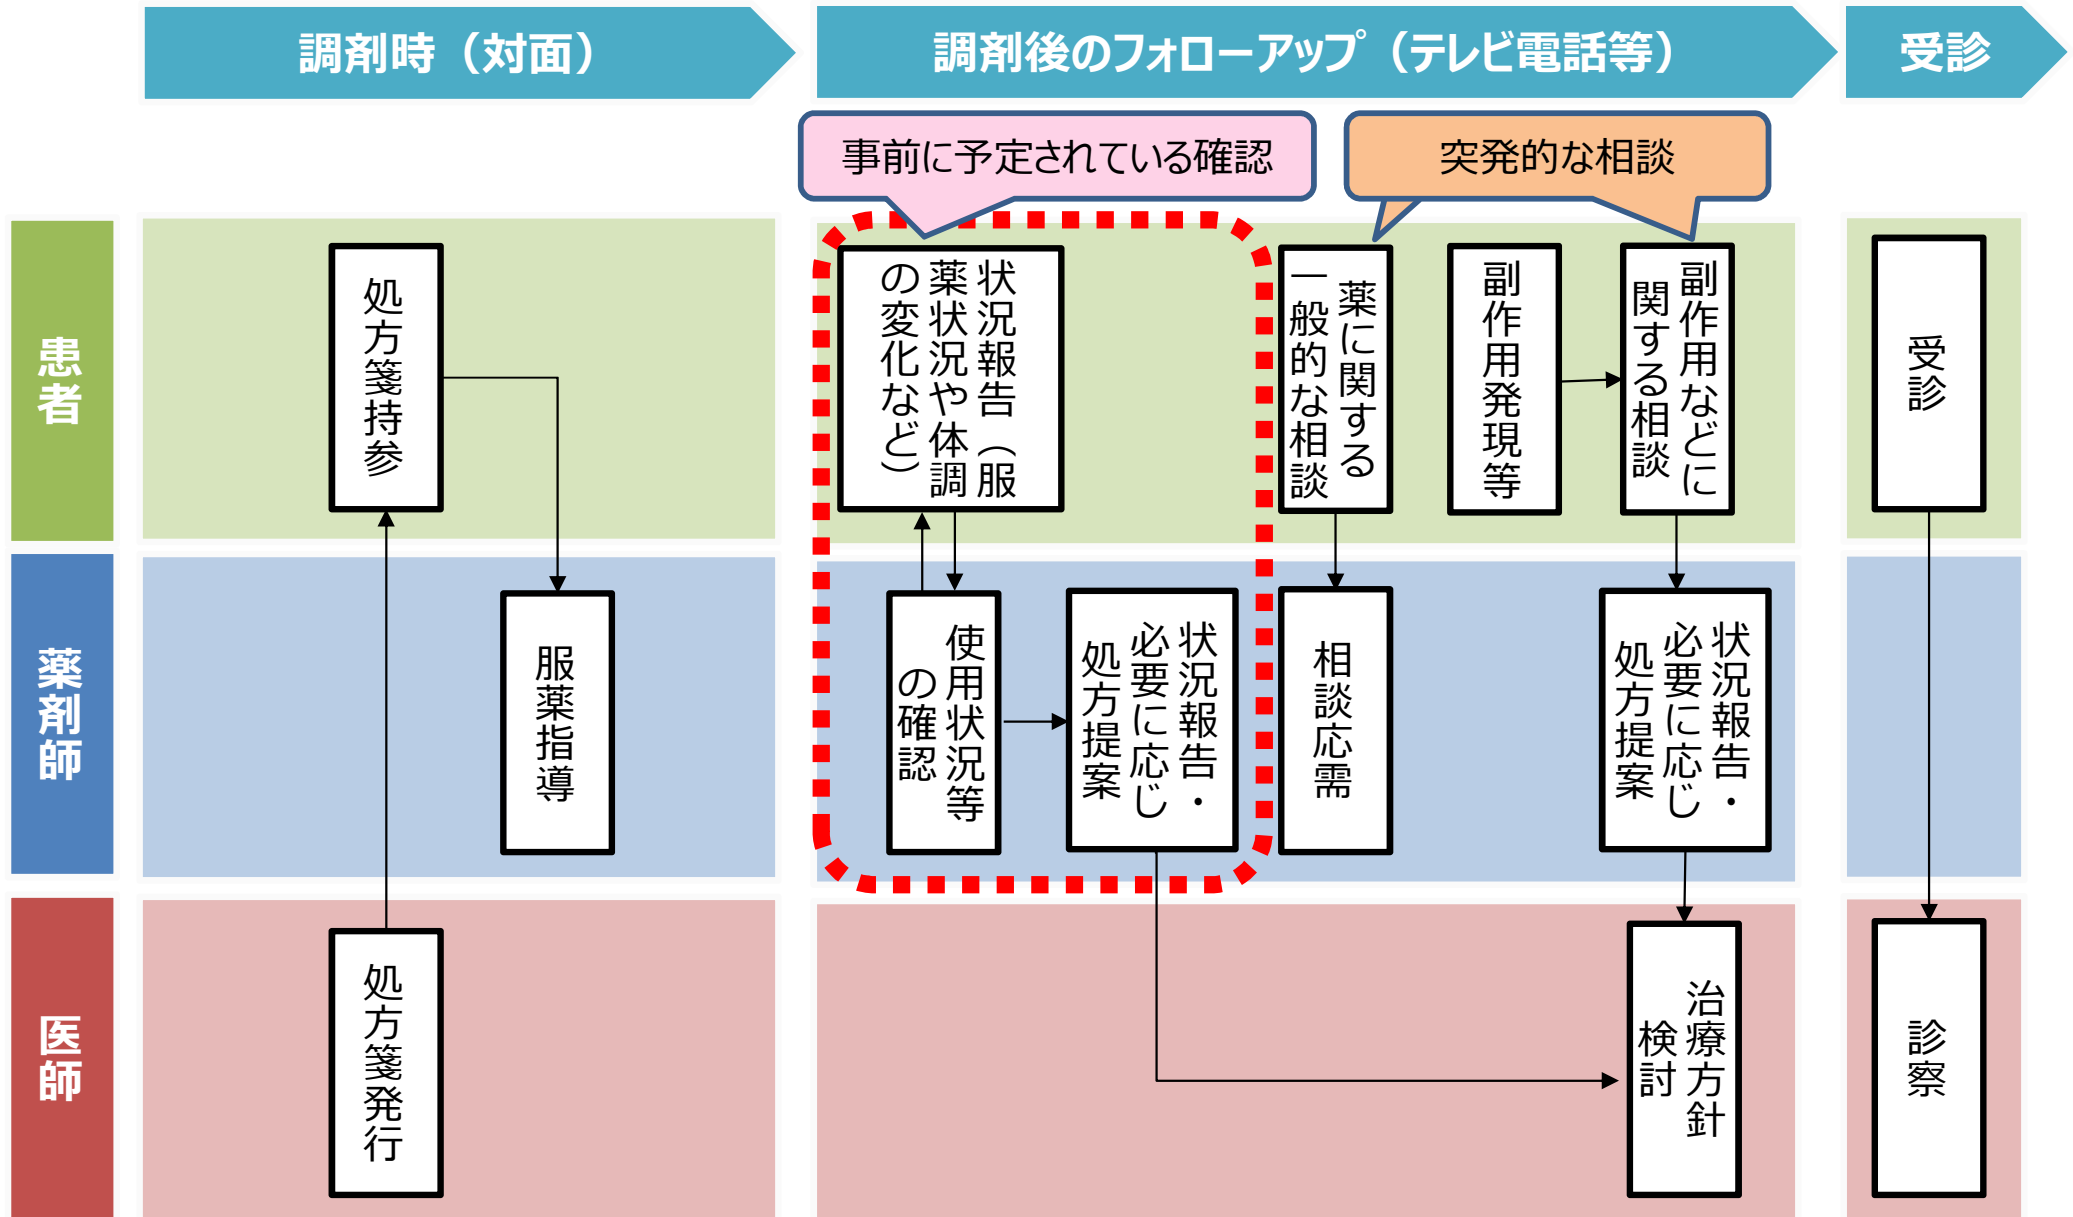 調剤時（対面）
調剤後のフォローアップ（テレビ電話等）
受診
事前に予定されている確認
突発的な相談
患者
処方箋持参
状況報告（服
薬状況や体調
の変化など）
薬に関する
一般的な相談
副作用発現等
副作用などに
関する相談
受診
薬剤師
服薬指導
使用状況等
の確認
状況報告・
必要に応じ
処方提案
相談応需
状況報告・
必要に応じ
処方提案
医師
処方箋発行
治療方針
検討
診察